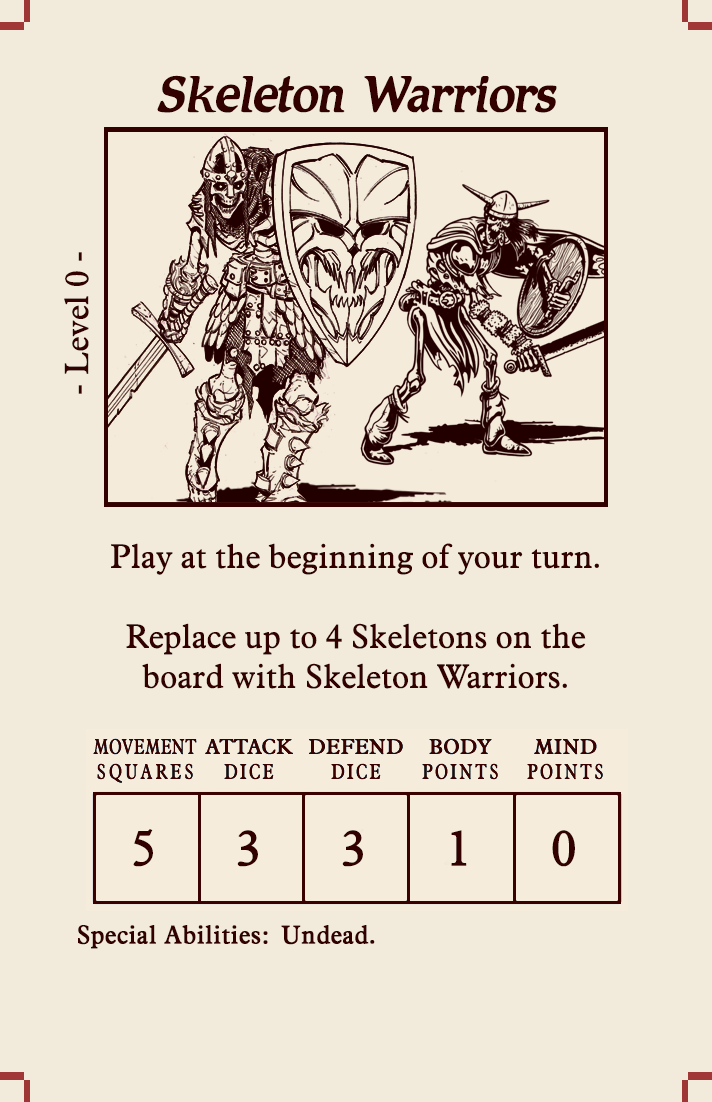 Skeleton Warriors
- Level 0 -
Play at the beginning of your turn.
Replace up to 4 Skeletons on the
board with Skeleton Warriors.
MOVEMENT SQUARES ATTACK DICE DEFEND DICE BODY POINTS MIND POINTS
5 3 3 1 0
Special Abilities: Undead.